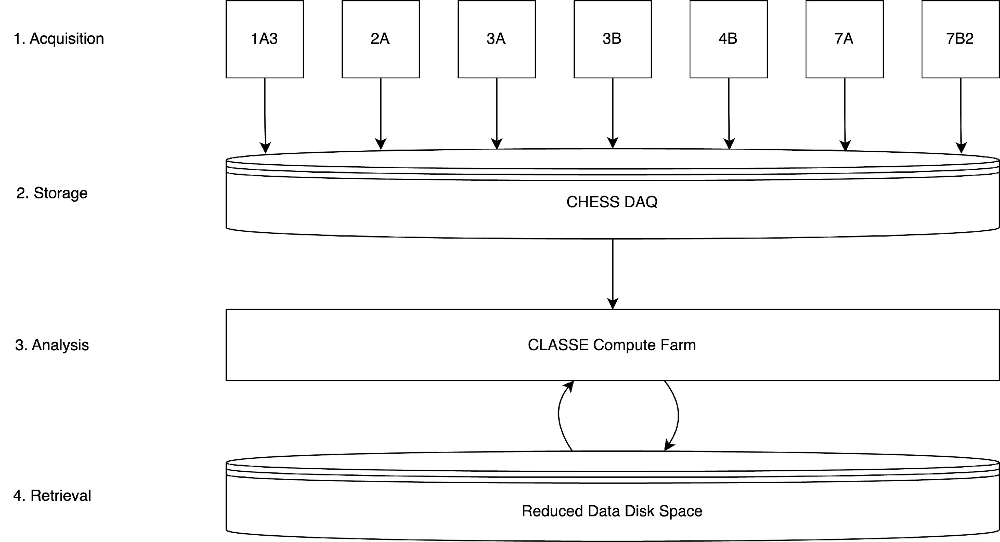 1. Acquisition
1A3
2A
3A
3B
4B
7A
7B2
2. Storage
CHESS DAQ
3. Analysis
CLASSE Compute Farm
4. Retrieval
Reduced Data Disk Space